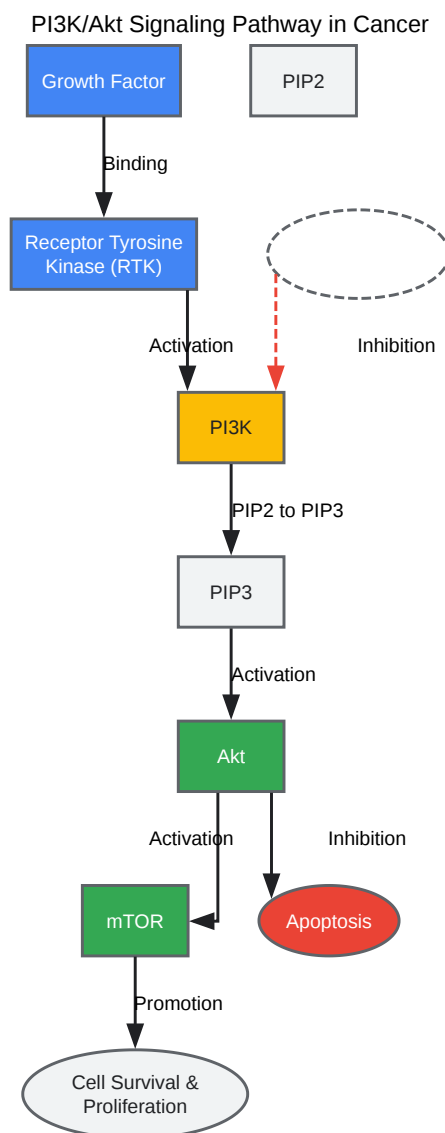 PI3K/Akt Signaling Pathway in Cancer
Growth Factor
PIP2
Binding
Receptor Tyrosine
Kinase (RTK)
Activation
Inhibition
PI3K
PIP2 to PIP3
PIP3
Activation
Akt
Activation
Inhibition
mTOR
Apoptosis
Promotion
Cell Survival &
Proliferation